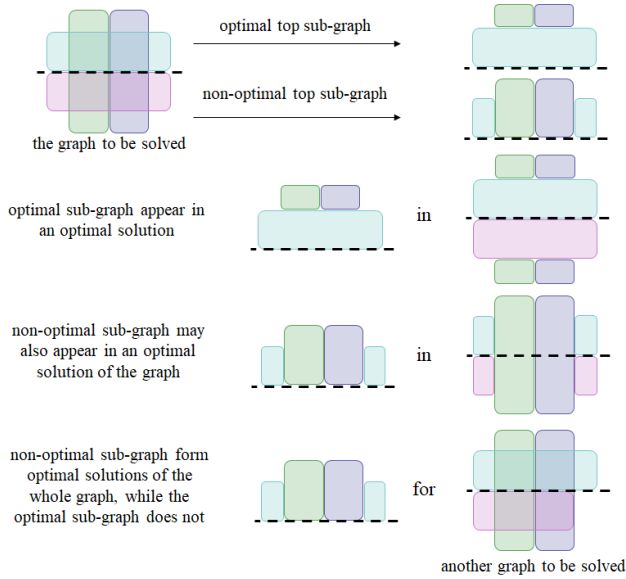 optimal top sub-graph
non-optimal top sub-graph
the graph to be solved
optimal sub-graph appear in
an optimal solution
in
non-optimal sub-graph may
also appear in an optimal
solution of the graph
in
non-optimal sub-graph form
optimal solutions of the
whole graph, while the
optimal sub-graph does not
for
another graph to be solved